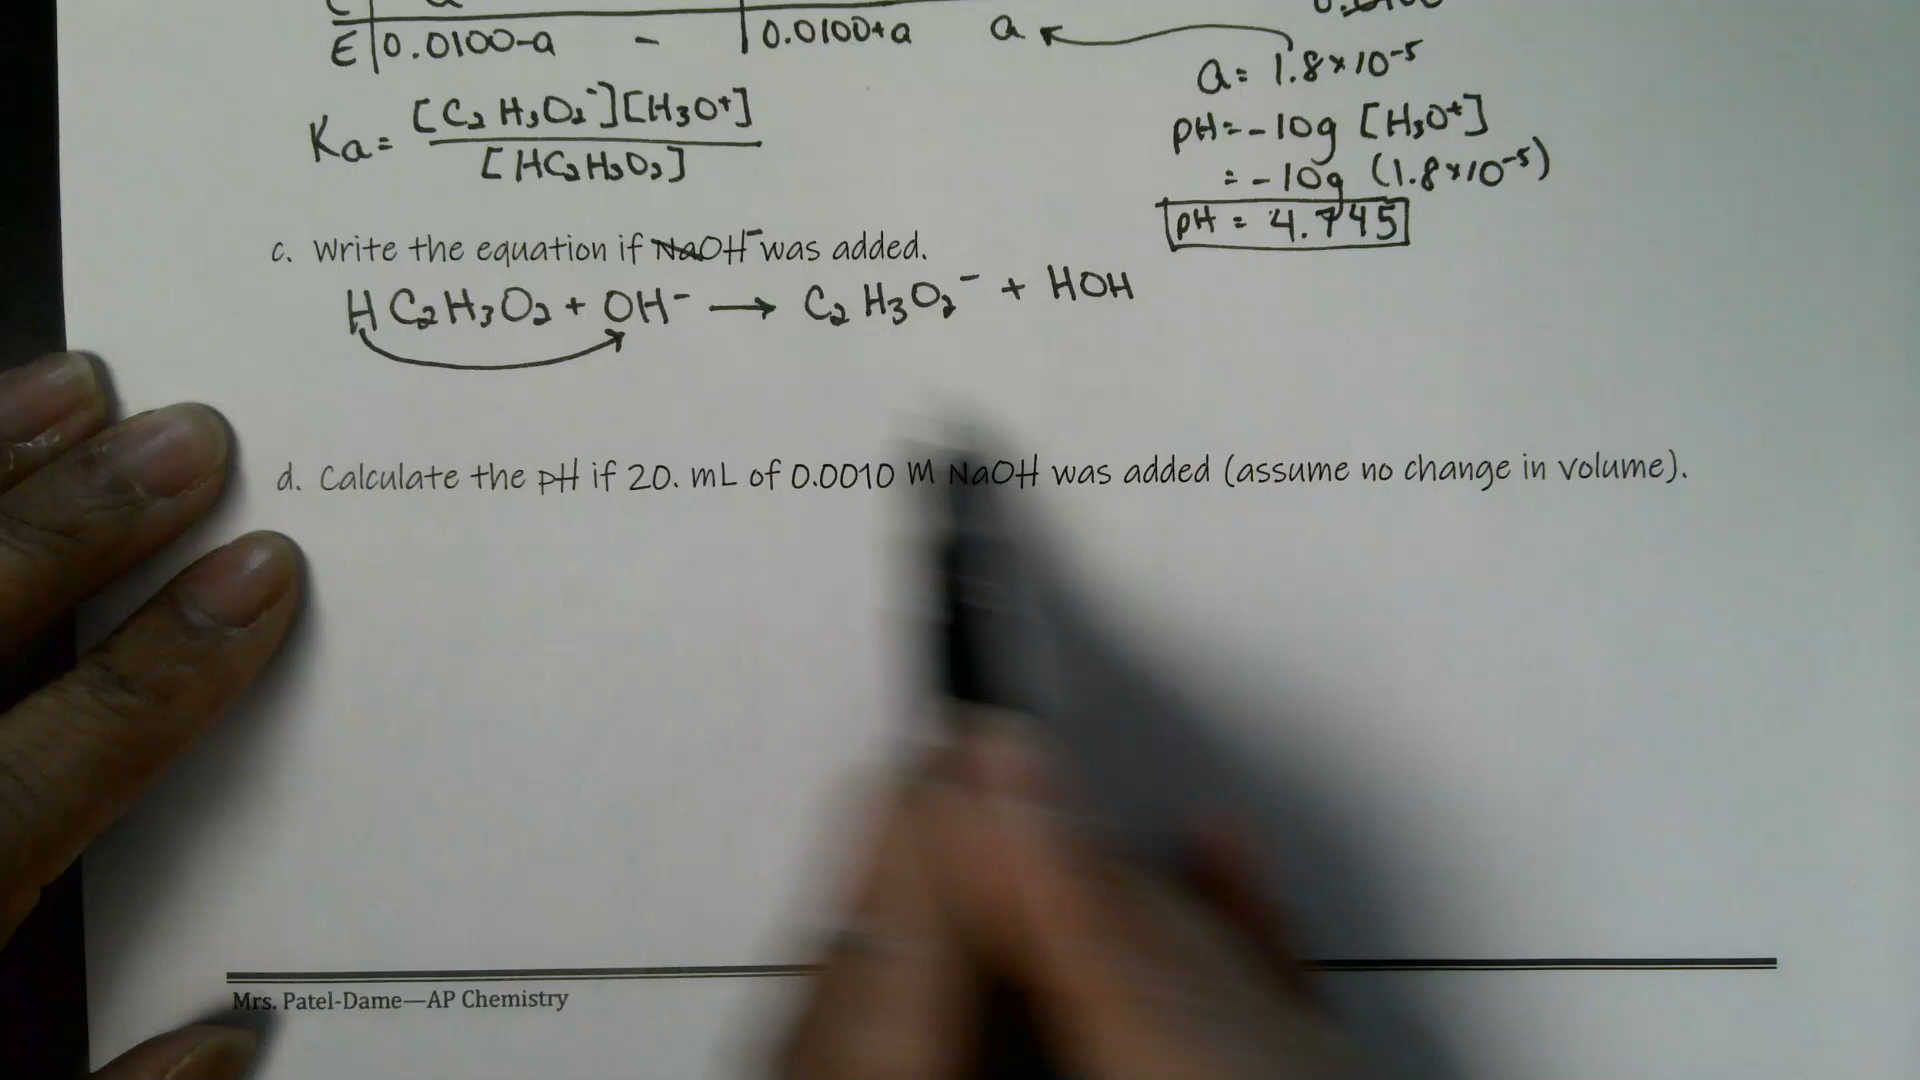 E 0.0100-a - 0.0100+a a
a = 1.8×10⁻⁵
Ka = [C₂H₃O₂⁻][H₃O⁺]
[HC₂H₃O₂]
pH = -log [H₃O⁺]
= -log (1.8×10⁻⁵)
pH = 4.745
c. Write the equation if NaOH⁻ was added.
HC₂H₃O₂ + OH⁻ → C₂H₃O₂⁻ + HOH
d. Calculate the pH if 20. mL of 0.0010 M NaOH was added (assume no change in volume).
Mrs. Patel-Dame—AP Chemistry